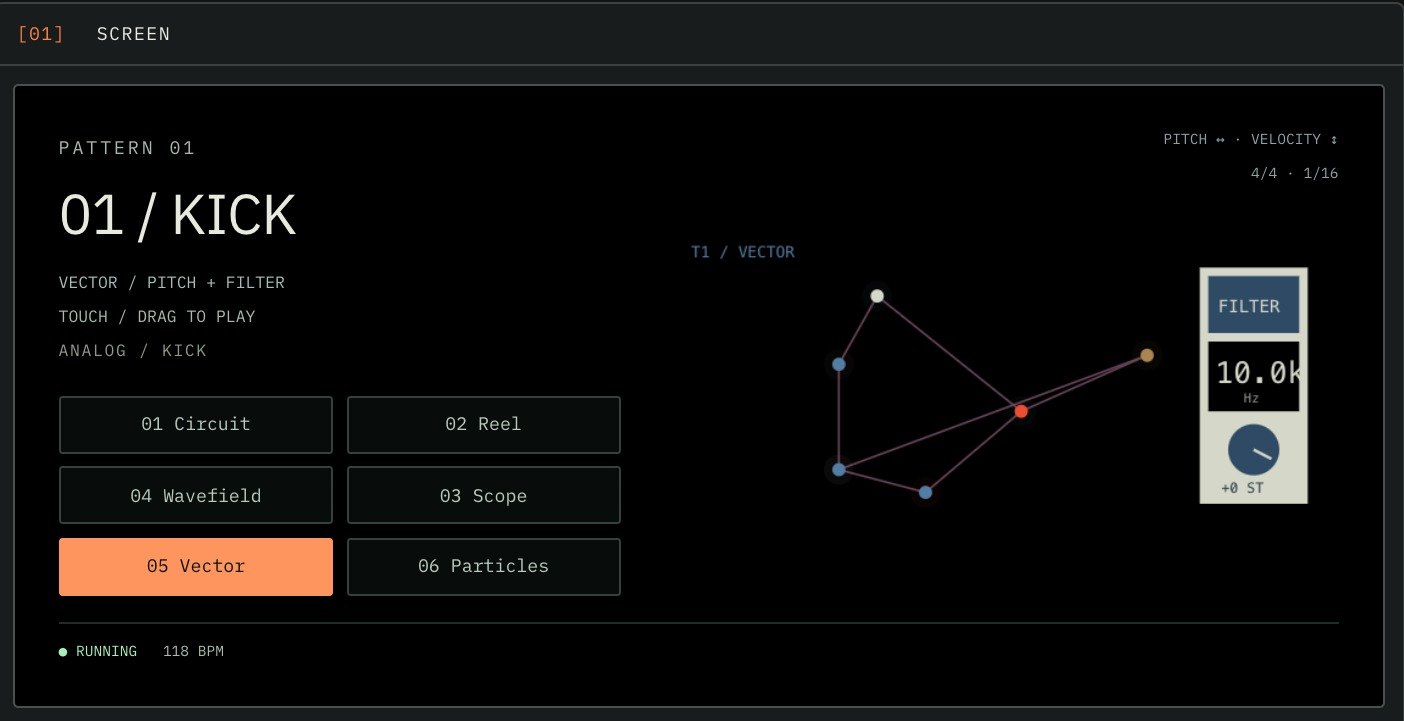 [01] SCREEN
PATTERN 01
01 / KICK
VECTOR / PITCH + FILTER
TOUCH / DRAG TO PLAY
ANALOG / KICK
01 Circuit
02 Reel
04 Wavefield
03 Scope
05 Vector
06 Particles
PITCH ↔ · VELOCITY ↕
4/4 · 1/16
T1 / VECTOR
FILTER
10.0k
Hz
+0 ST
RUNNING 118 BPM